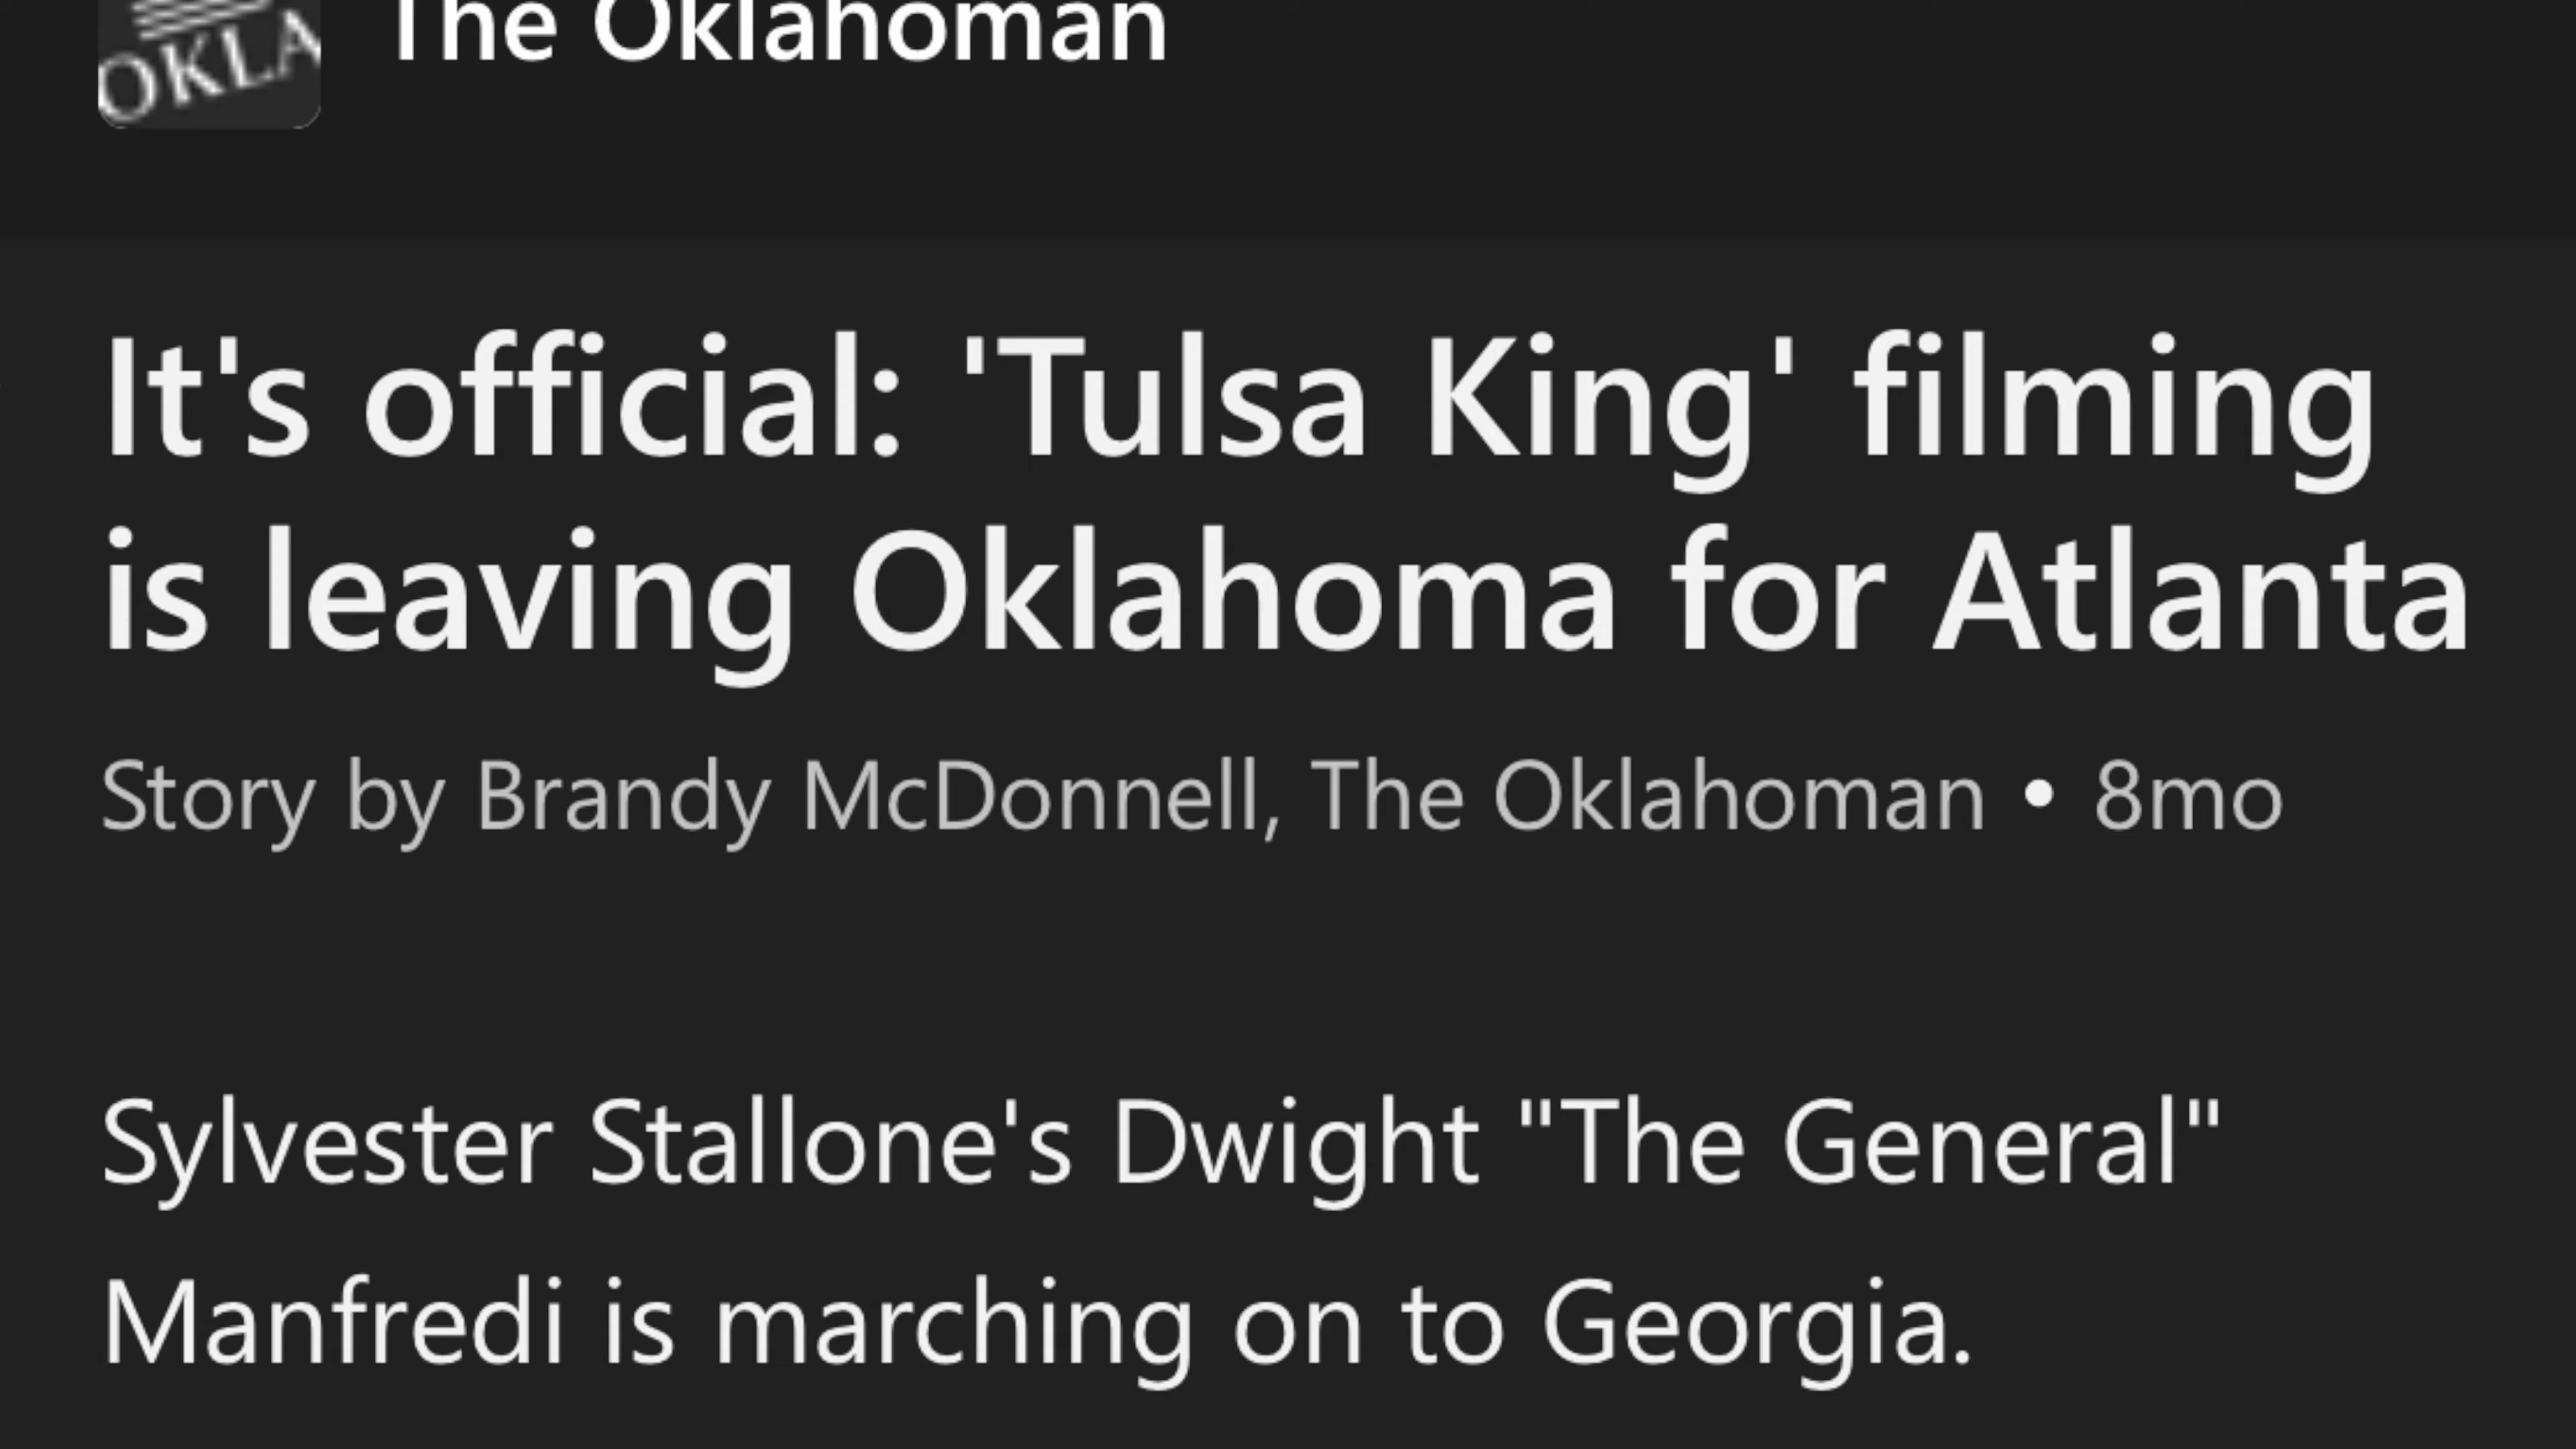 OKLA
The Oklahoman
It's official: 'Tulsa King' filming
is leaving Oklahoma for Atlanta
Story by Brandy McDonnell, The Oklahoman • 8mo
Sylvester Stallone's Dwight "The General"
Manfredi is marching on to Georgia.